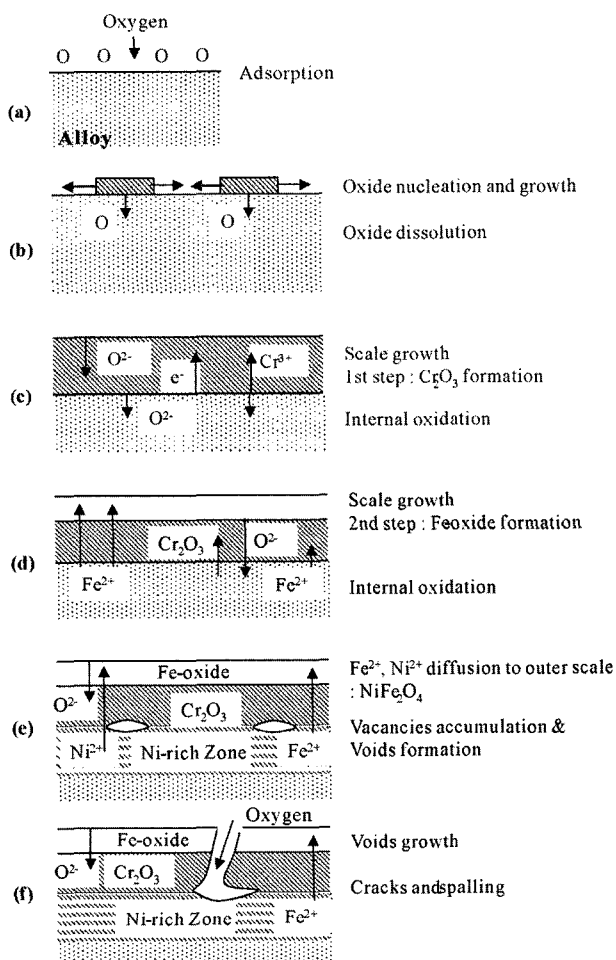 Oxygen
O O O O
Adsorption
(a)
Alloy
Oxide nucleation and growth
O O
Oxide dissolution
(b)
O²⁻
e⁻
Cr³⁺
Scale growth
1st step : Cr₂O₃ formation
(c)
O²⁻
Internal oxidation
Scale growth
2nd step : Fe-oxide formation
Cr₂O₃
O²⁻
(d)
Fe²⁺
Fe²⁺
Internal oxidation
Fe-oxide
Fe²⁺, Ni²⁺ diffusion to outer scale
: NiFe₂O₄
O²⁻
Cr₂O₃
(e)
Vacancies accumulation &
Voids formation
Ni²⁺
Ni-rich Zone
Fe²⁺
Oxygen
Fe-oxide
Voids growth
O²⁻
Cr₂O₃
Cracks andspalling
(f)
Ni-rich Zone
Fe²⁺